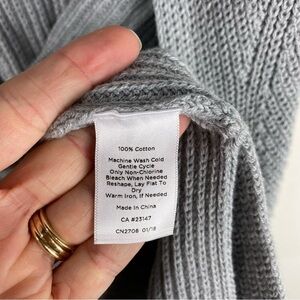 100% Cotton
Machine Wash Cold
Gentle Cycle
Only Non-Chlorine
Bleach When Needed
Reshape, Lay Flat To
Dry
Warm Iron, If Needed
Made In China
CA #23147
CN2708 01/18